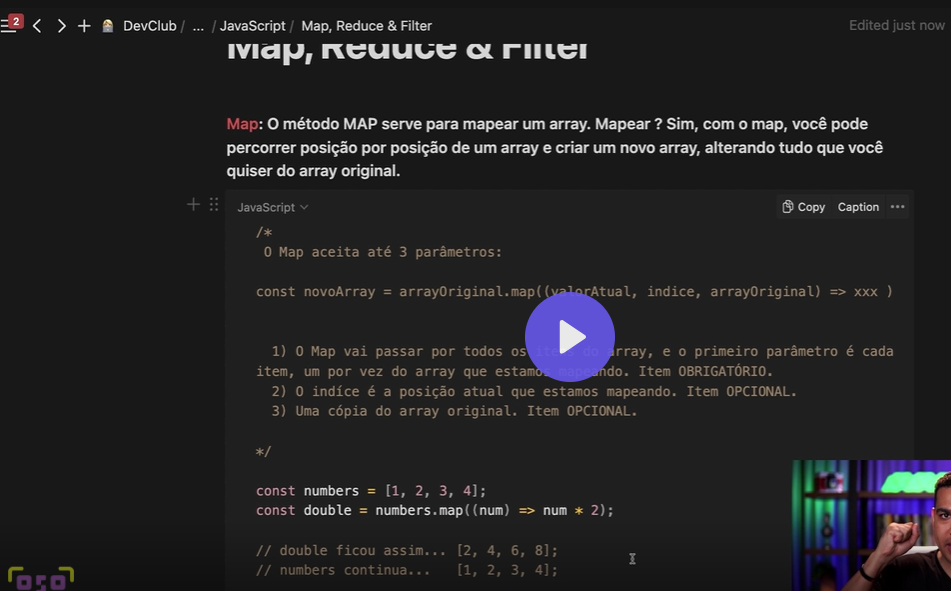 2
DevClub / ... / JavaScript / Map, Reduce & Filter
Edited just now
Map, Reduce & Filter
Map: O método MAP serve para mapear um array. Mapear ? Sim, com o map, você pode
percorrer posição por posição de um array e criar um novo array, alterando tudo que você
quiser do array original.
JavaScript
Copy Caption
/*
O Map aceita até 3 parâmetros:
const novoArray = arrayOriginal.map((valorAtual, indice, arrayOriginal) => xxx )
1) O Map vai passar por todos os itens do array, e o primeiro parâmetro é cada
item, um por vez do array que estamos mapeando. Item OBRIGATÓRIO.
2) O indíce é a posição atual que estamos mapeando. Item OPCIONAL.
3) Uma cópia do array original. Item OPCIONAL.
*/
const numbers = [1, 2, 3, 4];
const double = numbers.map((num) => num * 2);
// double ficou assim... [2, 4, 6, 8];
// numbers continua... [1, 2, 3, 4];